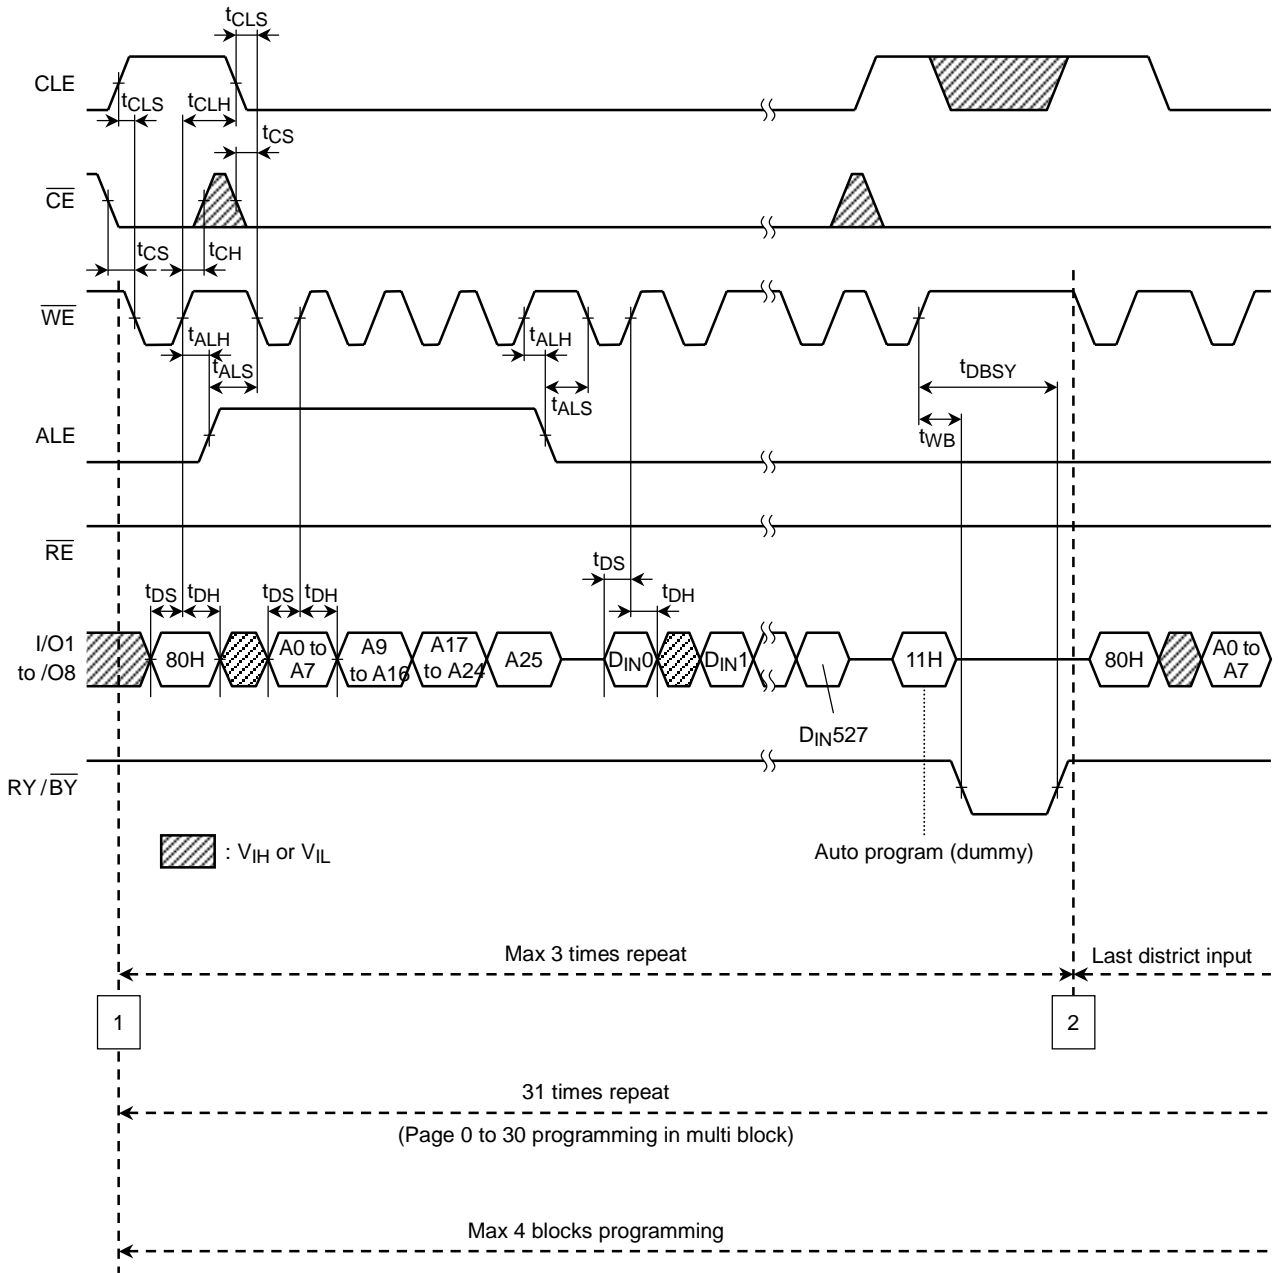 tCLS
CLE
tCLS
tCLH
tCS
CE
tCS
tCH
WE
tALH
tALH
tALS
tALS
tDBSY
tWB
ALE
RE
tDS
tDH
tDS
tDH
tDS
tDH
I/O1
to /O8
80H
A0 to
A7
A9
to A16
A17
to A24
A25
DIN0
DIN1
11H
80H
A0 to
A7
DIN527
RY / BY
: VIH or VIL
Auto program (dummy)
Max 3 times repeat
Last district input
1
2
31 times repeat
(Page 0 to 30 programming in multi block)
Max 4 blocks programming